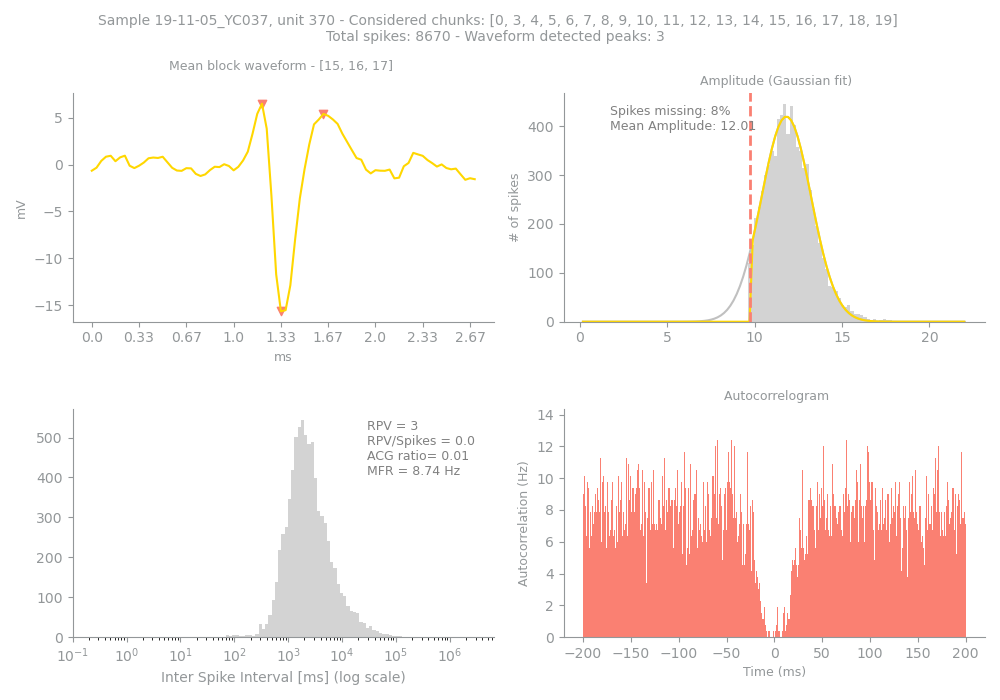 Sample 19-11-05_YC037, unit 370 - Considered chunks: [0, 3, 4, 5, 6, 7, 8, 9, 10, 11, 12, 13, 14, 15, 16, 17, 18, 19]
Total spikes: 8670 - Waveform detected peaks: 3
Mean block waveform - [15, 16, 17]
5
0
−5
−10
−15
mV
0.0 0.33 0.67 1.0 1.33 1.67 2.0 2.33 2.67
ms
Amplitude (Gaussian fit)
Spikes missing: 8%
Mean Amplitude: 12.01
400
300
200
100
0
# of spikes
0 5 10 15 20
500
400
300
200
100
0
RPV = 3
RPV/Spikes = 0.0
ACG ratio= 0.01
MFR = 8.74 Hz
10⁻¹ 10⁰ 10¹ 10² 10³ 10⁴ 10⁵ 10⁶
Inter Spike Interval [ms] (log scale)
Autocorrelogram
14
12
10
8
6
4
2
0
Autocorrelation (Hz)
−200 −150 −100 −50 0 50 100 150 200
Time (ms)